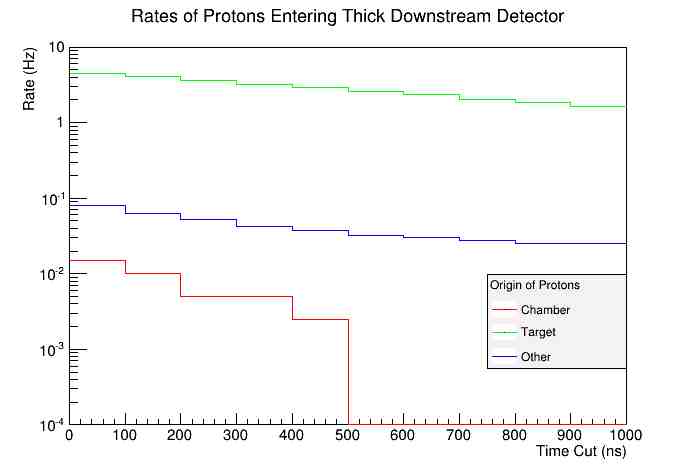 Rates of Protons Entering Thick Downstream Detector
Rate (Hz)
10
1
10⁻¹
10⁻²
10⁻³
10⁻⁴
Origin of Protons
Chamber
Target
Other
0 100 200 300 400 500 600 700 800 900 1000
Time Cut (ns)